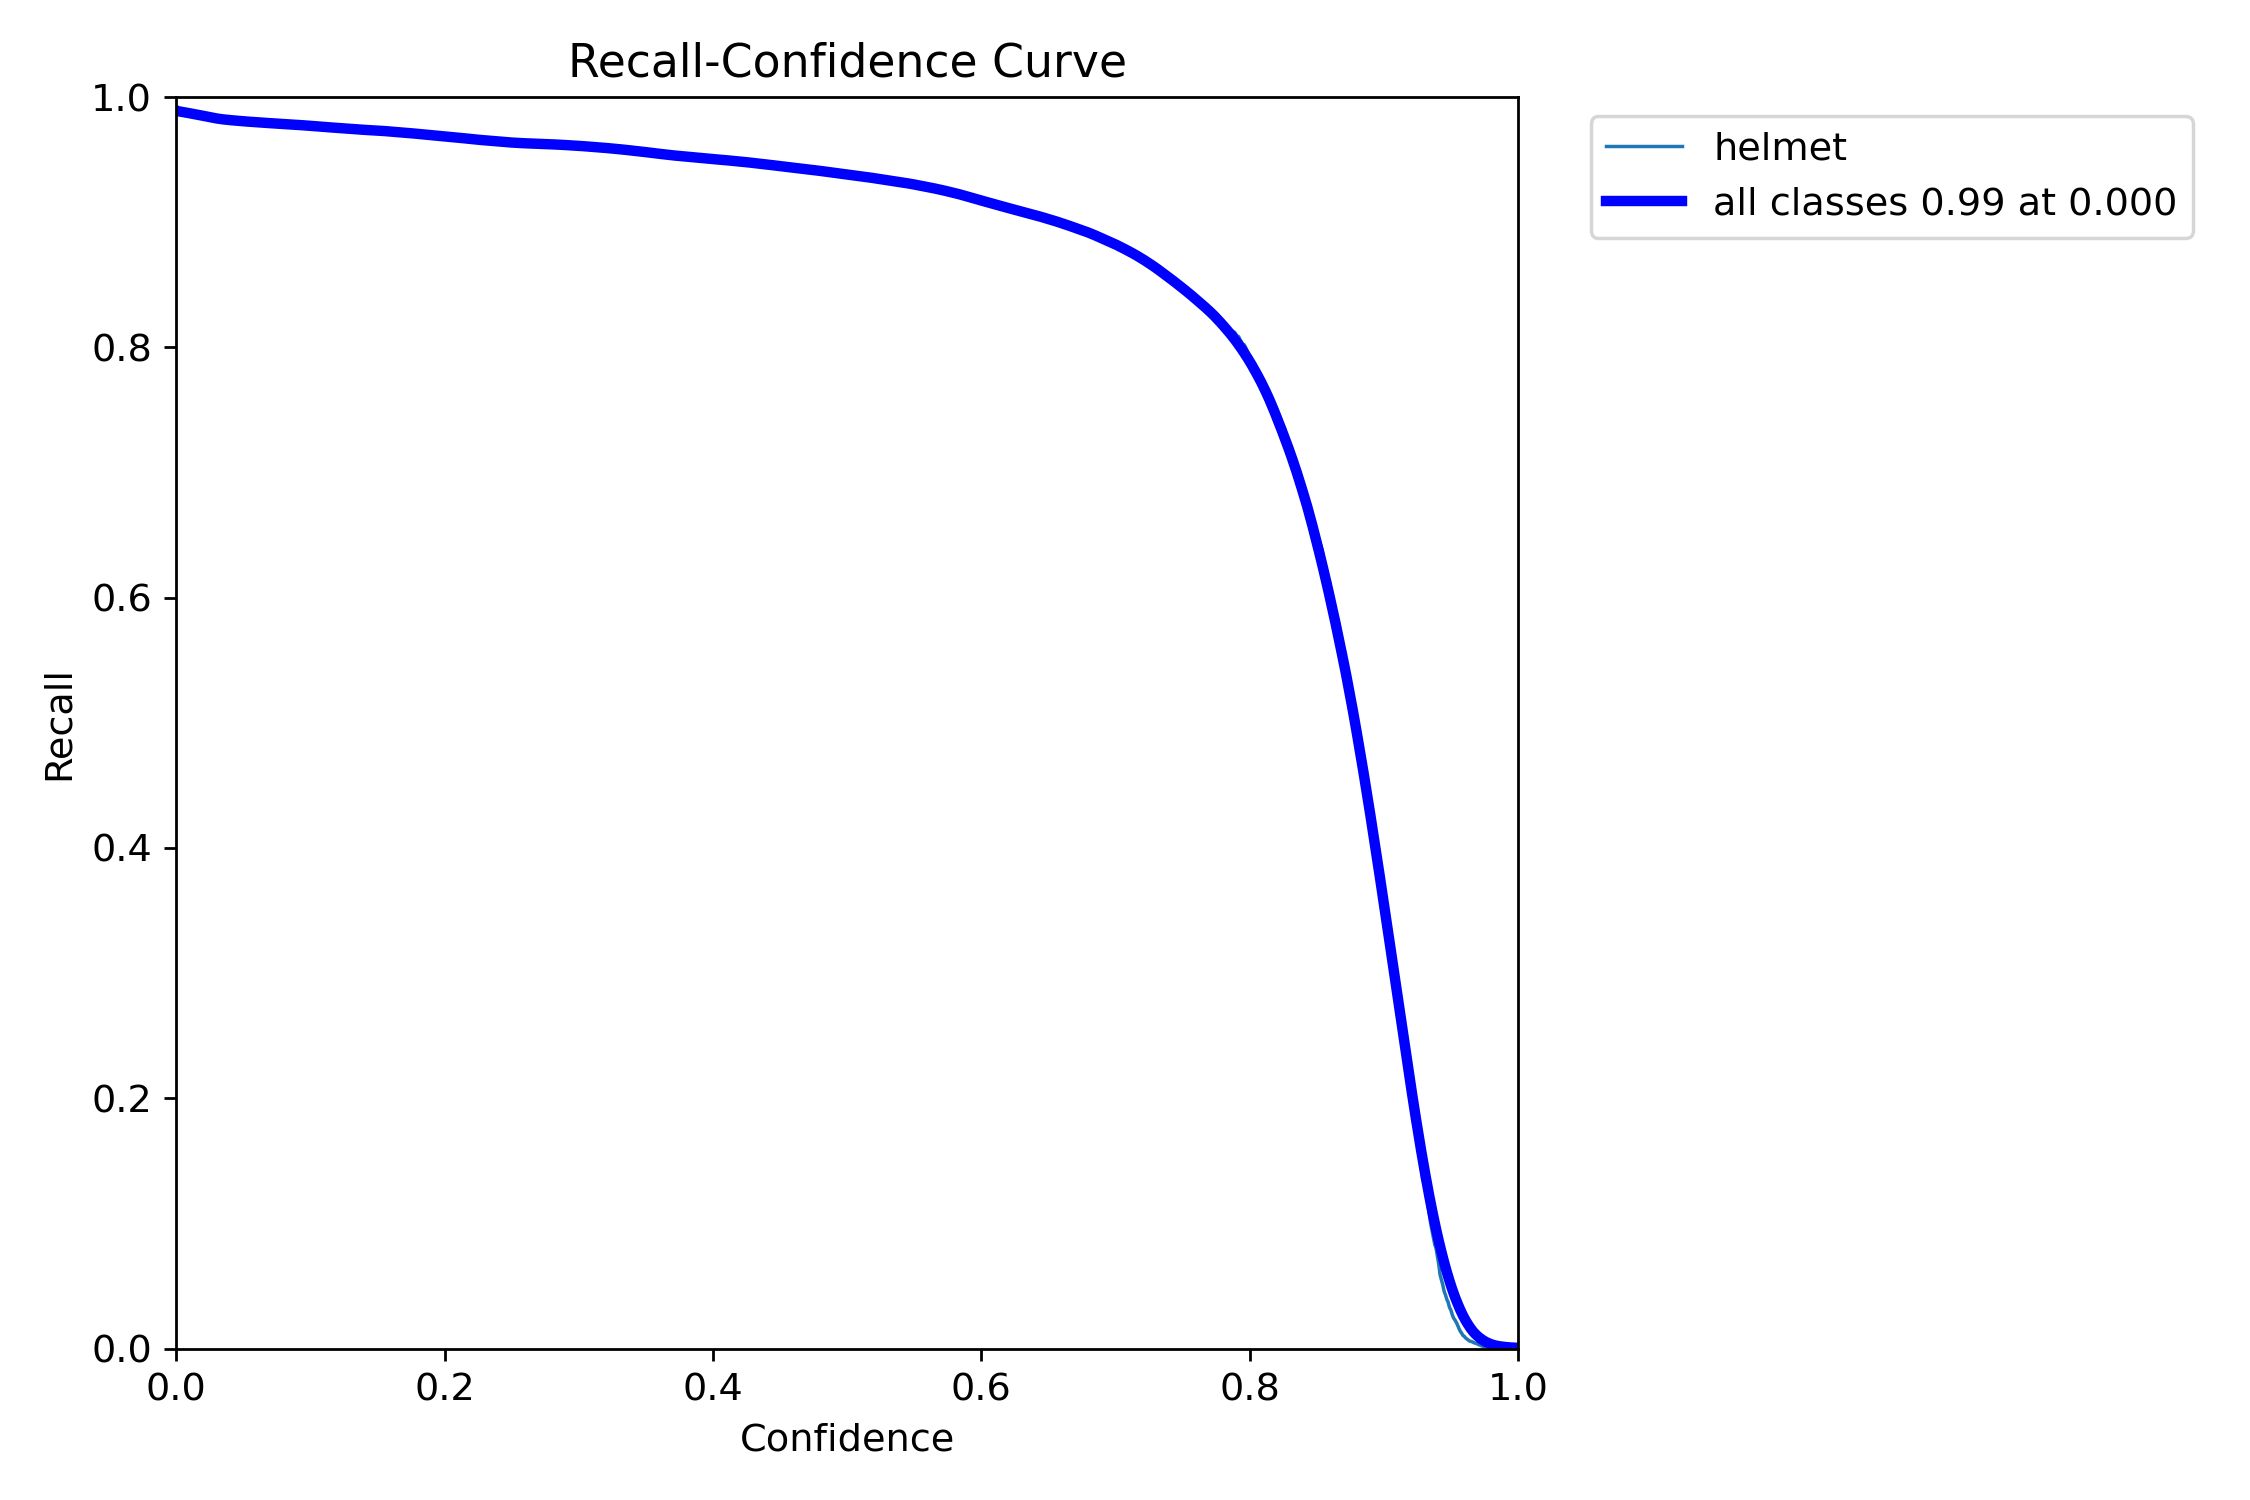 Recall-Confidence Curve
helmet
all classes 0.99 at 0.000
1.0
0.8
0.6
0.4
0.2
0.0
Recall
0.0 0.2 0.4 0.6 0.8 1.0
Confidence